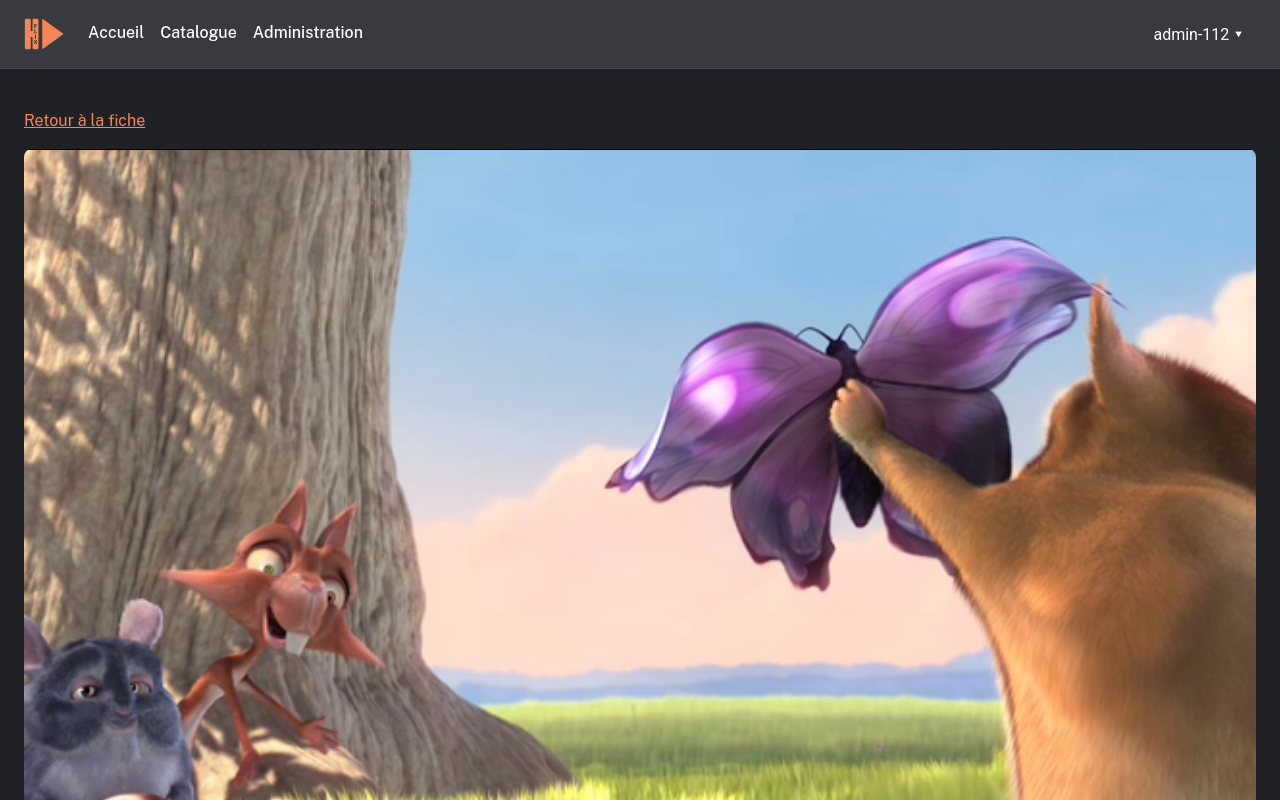 Accueil Catalogue Administration
admin-112 ▾
Retour à la fiche